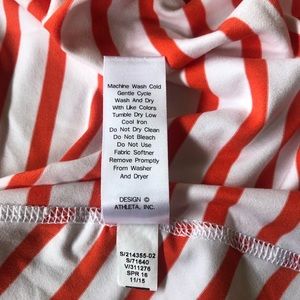 Machine Wash Cold
Gentle Cycle
Wash And Dry
With Like Colors
Tumble Dry Low
Cool Iron
Do Not Dry Clean
Do Not Bleach
Do Not Use
Fabric Softner
Remove Promptly
From Washer
And Dryer
DESIGN ©
ATHLETA, INC.
S/214355-02
S/71640
V/311276
SPR 16
11/15